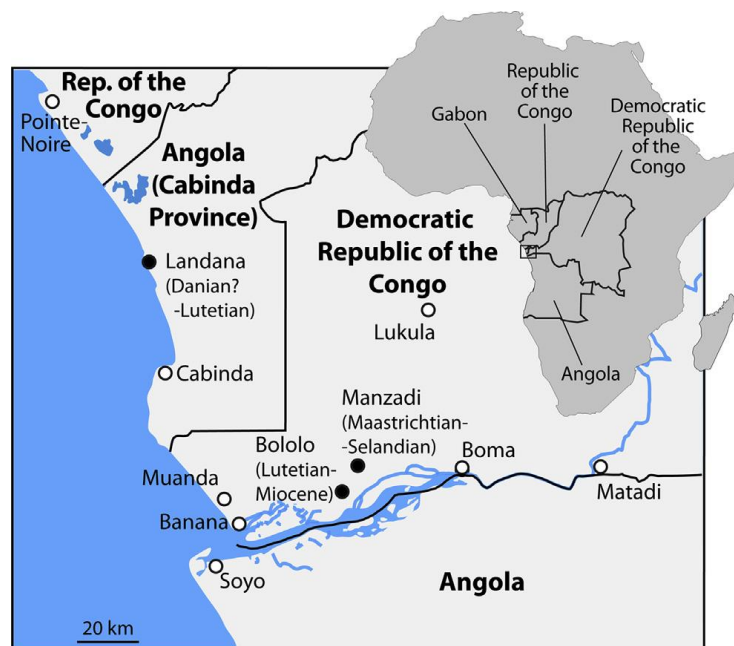 Rep. of the
Congo
Pointe-
Noire
Angola
(Cabinda
Province)
Landana
(Danian?
-Lutetian)
Cabinda
Democratic
Republic of the
Congo
Lukula
Manzadi
(Maastrichtian-
-Selandian)
Bololo
(Lutetian-
Miocene)
Boma
Matadi
Muanda
Banana
Soyo
Angola
20 km
Republic
of the
Congo
Gabon
Democratic
Republic
of the
Congo
Angola